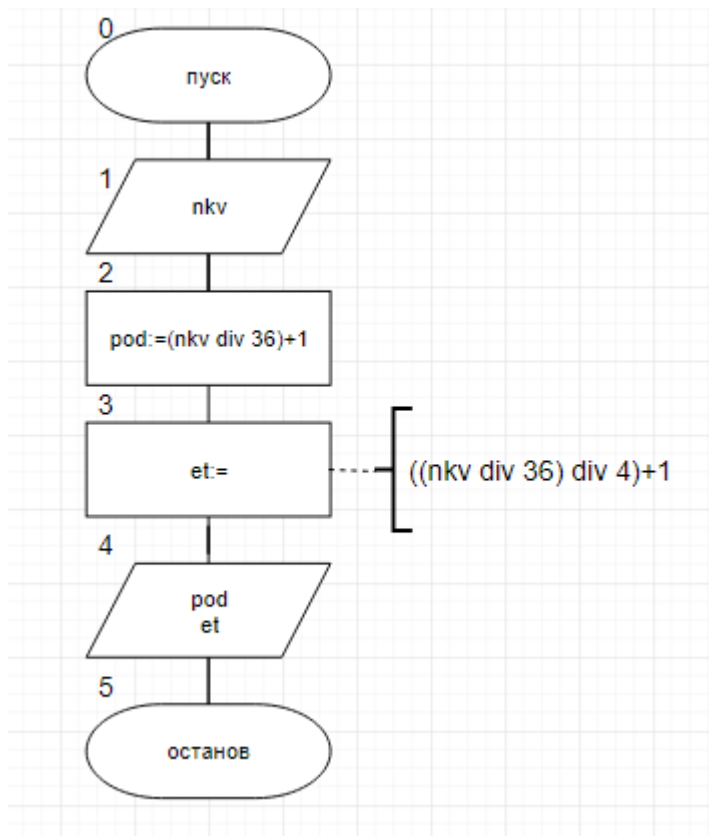 0
пуск
1
nkv
2
pod:=(nkv div 36)+1
3
et:=
((nkv div 36) div 4)+1
4
pod
et
5
останов